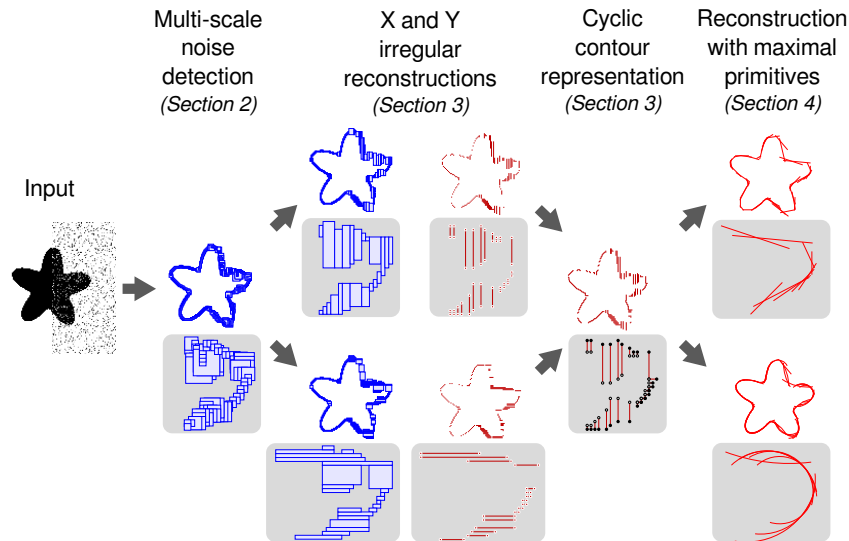 Multi-scale
noise
detection
(Section 2)
X and Y
irregular
reconstructions
(Section 3)
Cyclic
contour
representation
(Section 3)
Reconstruction
with maximal
primitives
(Section 4)
Input